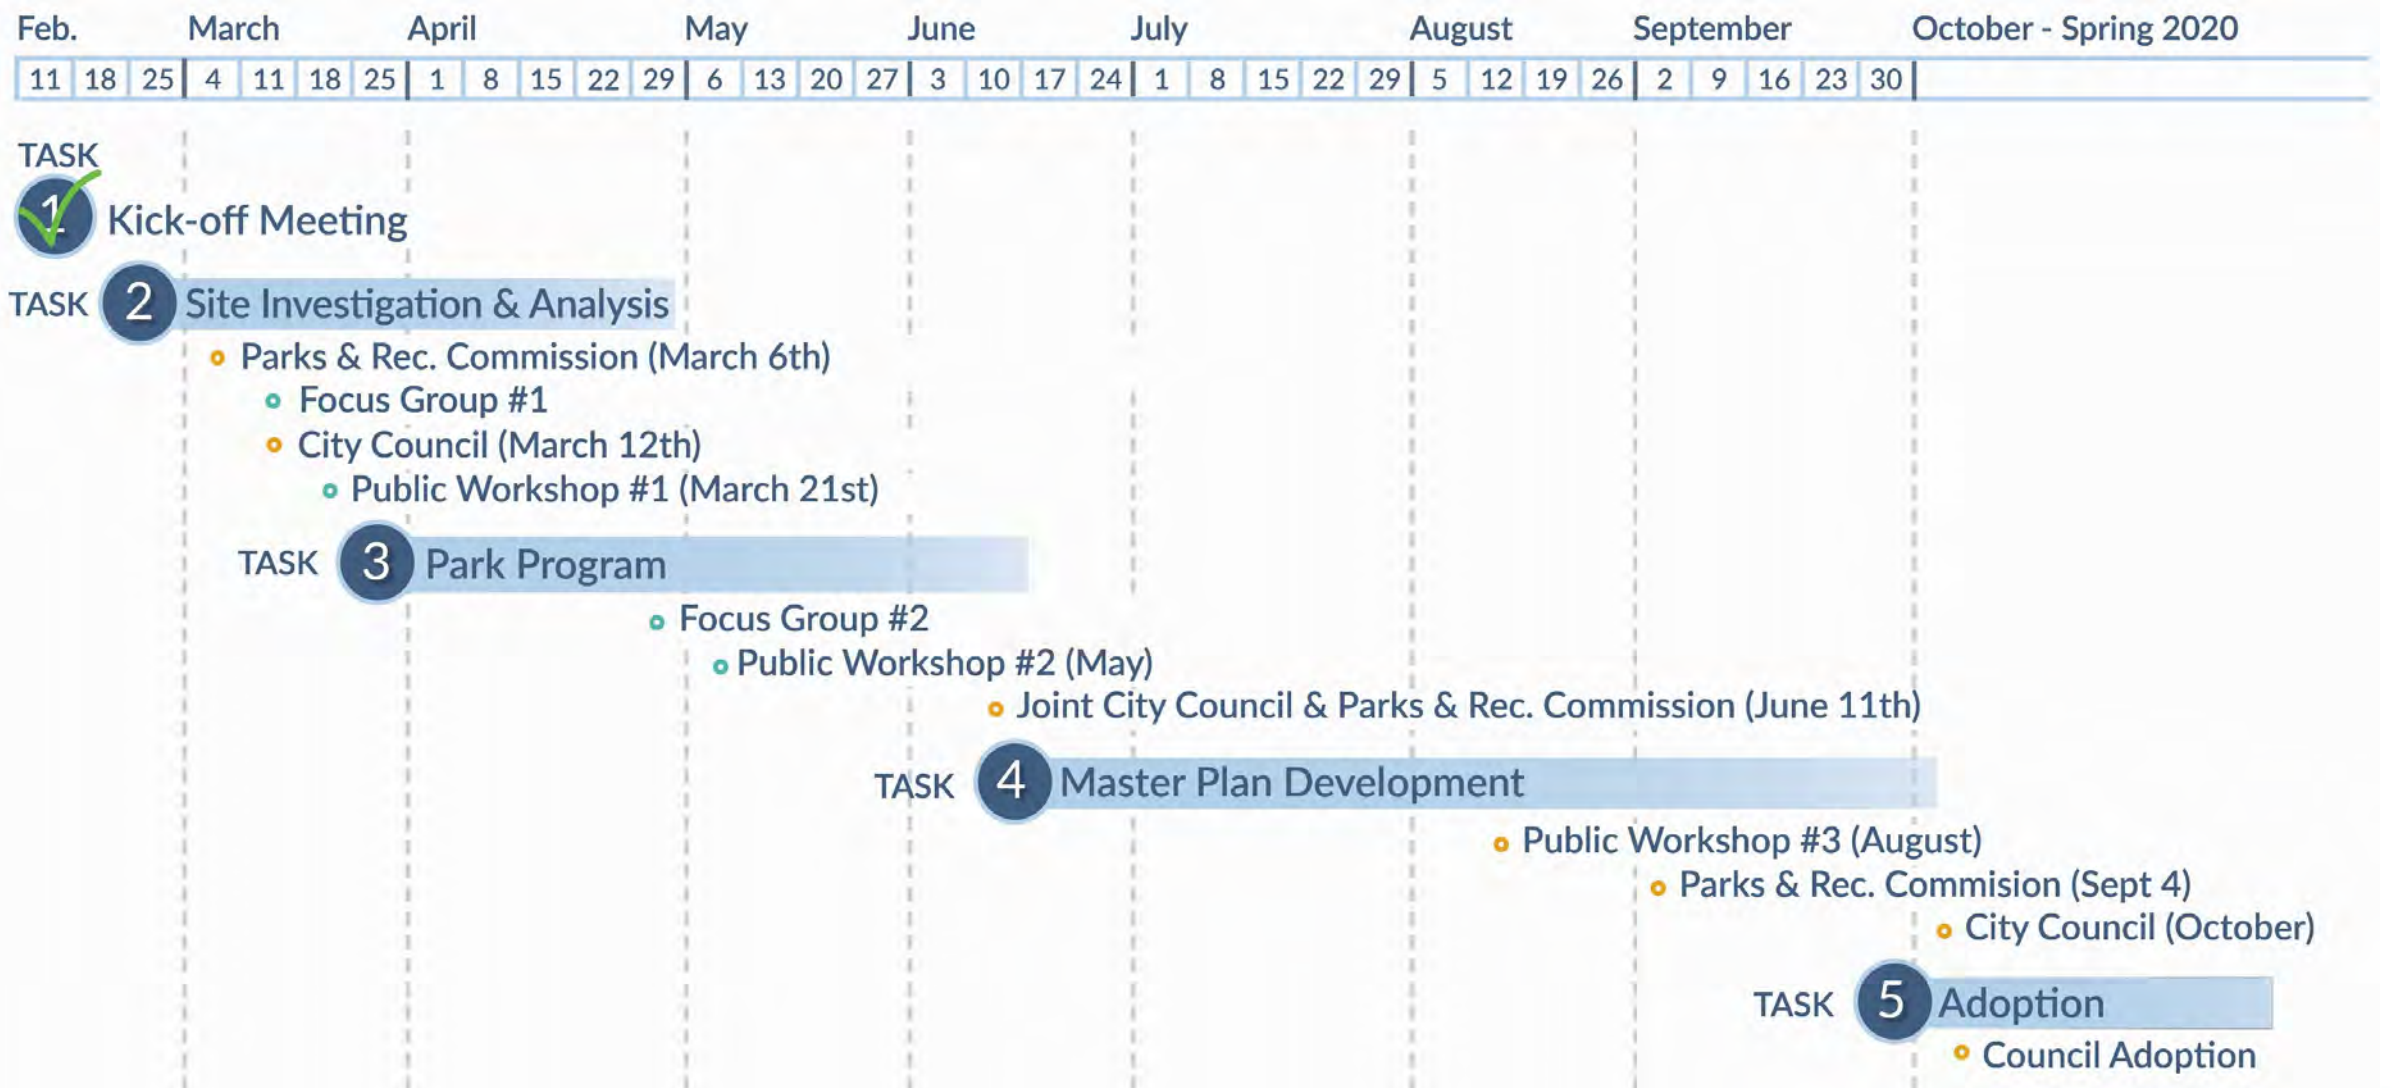 Feb. March April May June July August September October - Spring 2020
11 18 25 4 11 18 25 1 8 15 22 29 6 13 20 27 3 10 17 24 1 8 15 22 29 5 12 19 26 2 9 16 23 30
TASK
1 Kick-off Meeting
TASK 2 Site Investigation & Analysis
Parks & Rec. Commission (March 6th)
Focus Group #1
City Council (March 12th)
Public Workshop #1 (March 21st)
TASK 3 Park Program
Focus Group #2
Public Workshop #2 (May)
Joint City Council & Parks & Rec. Commission (June 11th)
TASK 4 Master Plan Development
Public Workshop #3 (August)
Parks & Rec. Commision (Sept 4)
City Council (October)
TASK 5 Adoption
Council Adoption